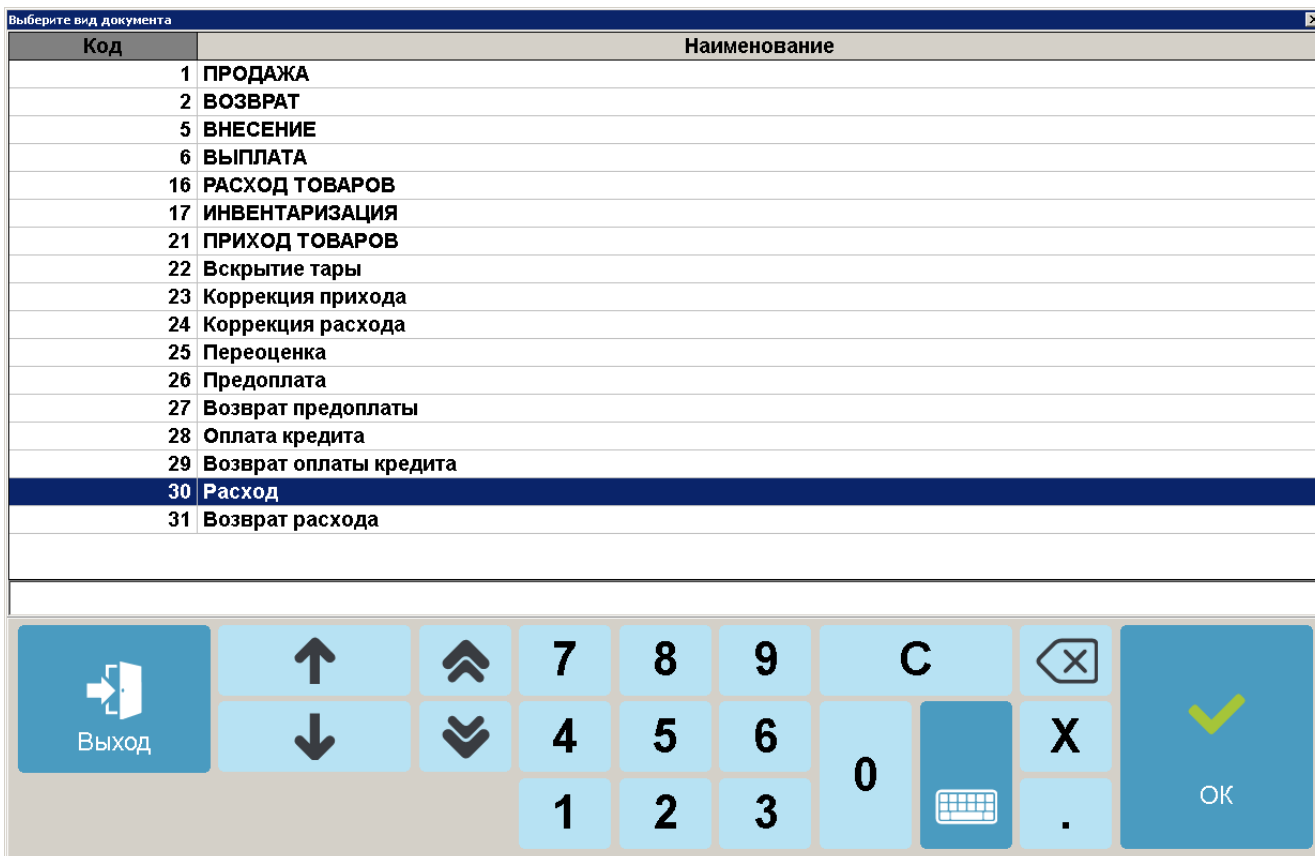 Выберите вид документа
Код Наименование
1 ПРОДАЖА
2 ВОЗВРАТ
5 ВНЕСЕНИЕ
6 ВЫПЛАТА
16 РАСХОД ТОВАРОВ
17 ИНВЕНТАРИЗАЦИЯ
21 ПРИХОД ТОВАРОВ
22 Вскрытие тары
23 Коррекция прихода
24 Коррекция расхода
25 Переоценка
26 Предоплата
27 Возврат предоплаты
28 Оплата кредита
29 Возврат оплаты кредита
30 Расход
31 Возврат расхода
7 8 9 C
Выход 4 5 6 0 X ОК
1 2 3 .